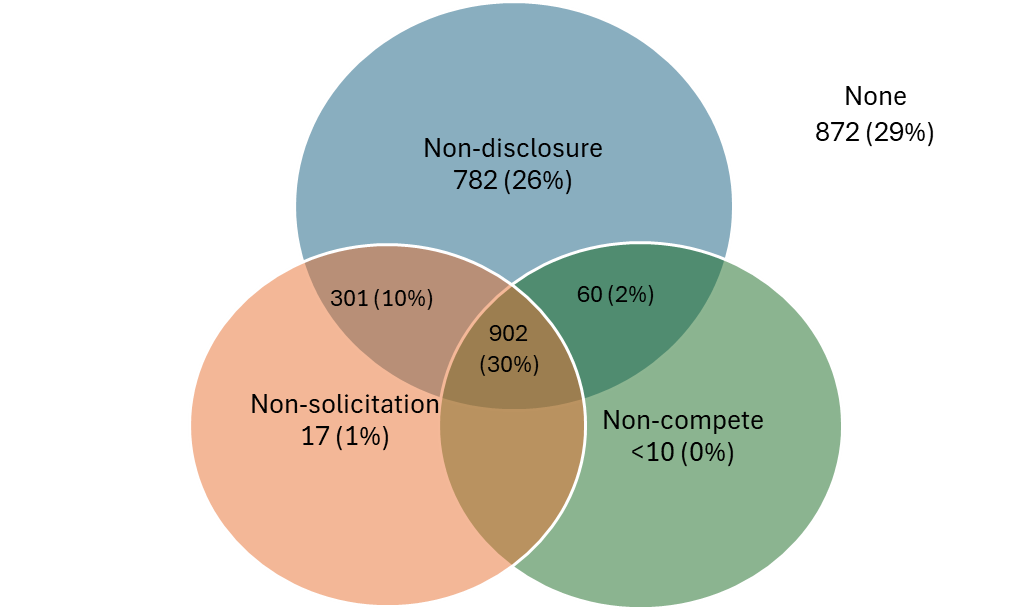 None
872 (29%)
Non-disclosure
782 (26%)
301 (10%)
60 (2%)
902
(30%)
Non-solicitation
17 (1%)
Non-compete
<10 (0%)